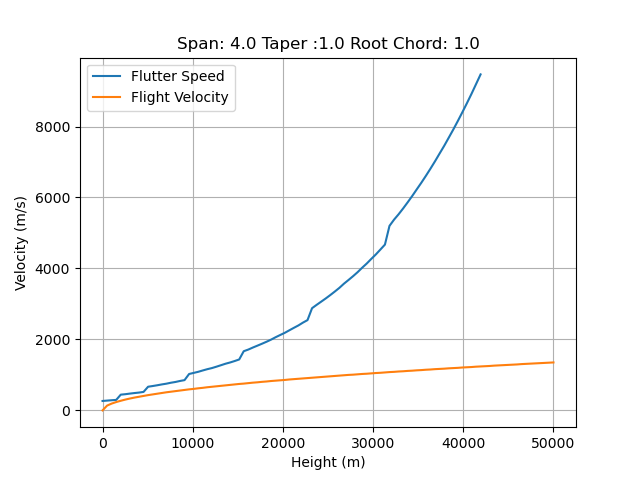 Span: 4.0 Taper :1.0 Root Chord: 1.0
Flutter Speed
Flight Velocity
Velocity (m/s)
8000
6000
4000
2000
0
0 10000 20000 30000 40000 50000
Height (m)